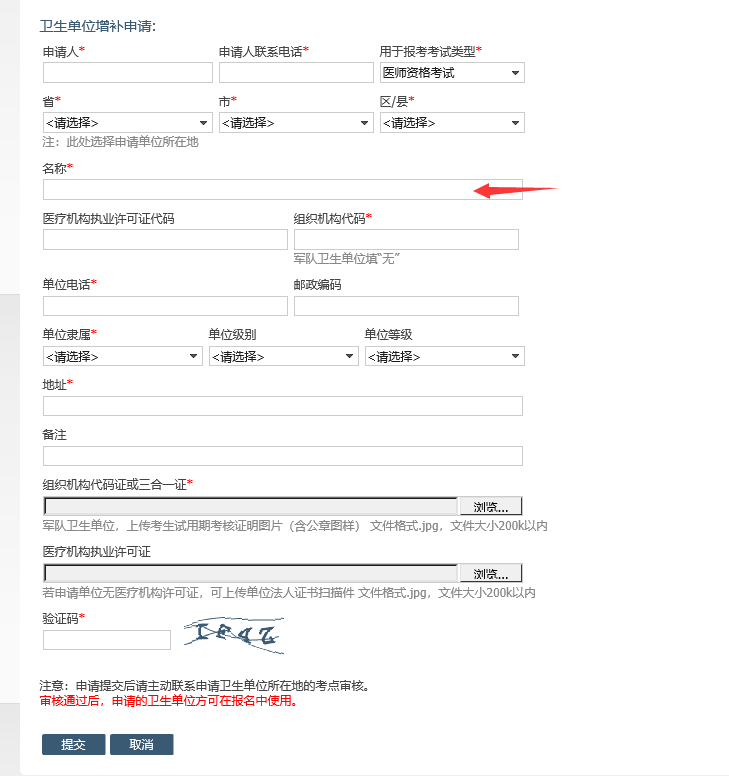 卫生单位增补申请:
申请人* 申请人联系电话* 用于报考考试类型*
医师资格考试
省* 市* 区/县*
<请选择> <请选择> <请选择>
注：此处选择申请单位所在地
名称*
医疗机构执业许可证代码 组织机构代码*
军队卫生单位填“无”
单位电话* 邮政编码
单位隶属* 单位级别 单位等级
<请选择> <请选择> <请选择>
地址*
备注
组织机构代码证或三合一证*
浏览...
军队卫生单位，上传考生试用期考核证明图片（含公章图样） 文件格式.jpg，文件大小200k以内
医疗机构执业许可证
浏览...
若申请单位无医疗机构许可证，可上传单位法人证书扫描件 文件格式.jpg，文件大小200k以内
验证码*
注意：申请提交后请主动联系申请卫生单位所在地的考点审核。
审核通过后，申请的卫生单位方可在报名中使用。
提交 取消